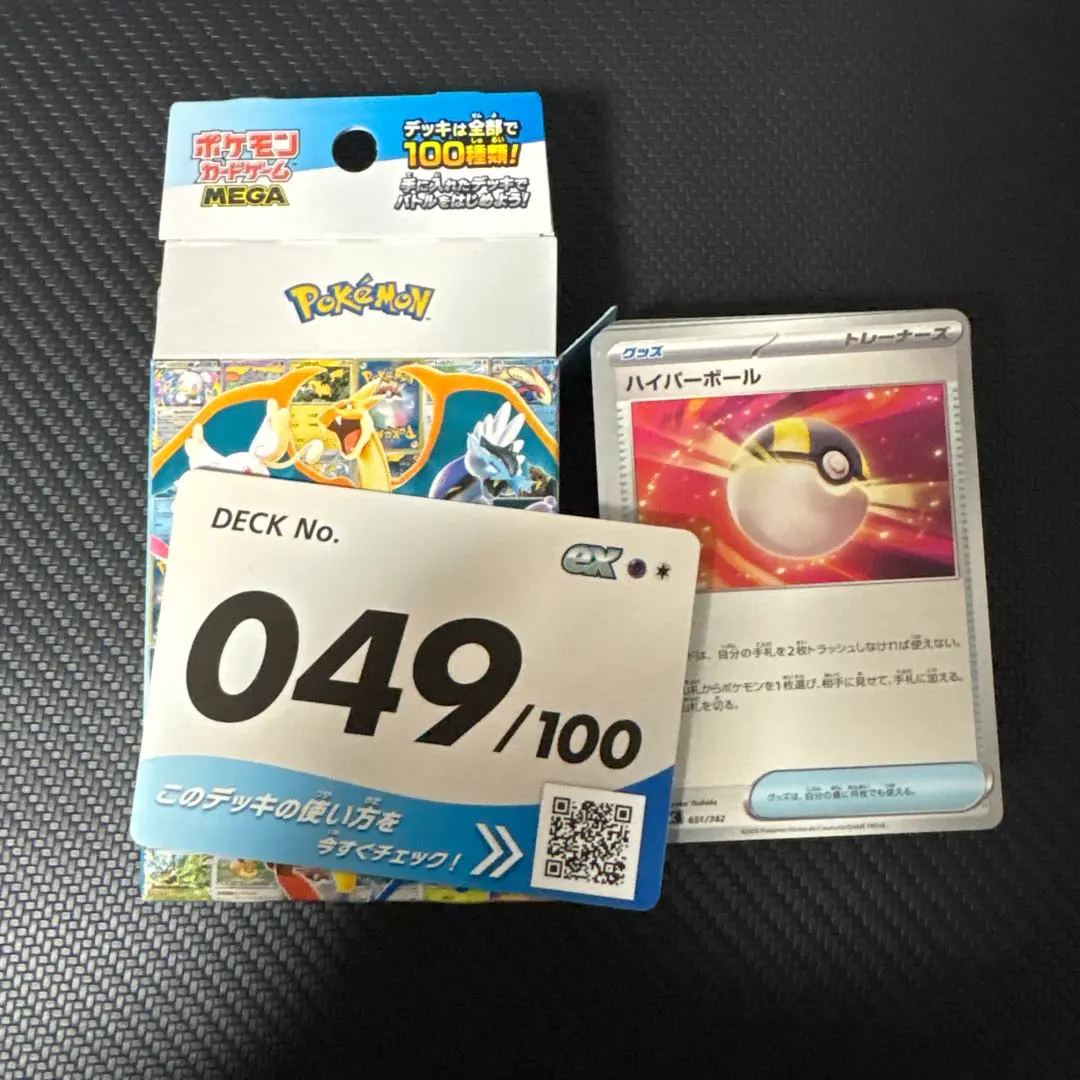 ポケモン
カードゲーム
MEGA
デッキは全部で
100種類!
手に入れたデッキで
バトルをはじめよう!
POKÉMON
グッズ
トレーナーズ
ハイパーボール
DECK No.
ex
049/100
は、自分の手札を2枚トラッシュしなければ使えない。
札からポケモンを1枚選び、相手に見せて、手札に加える。
札を切る。
グッズは、自分の番に何枚でも使える。
651/742
このデッキの使い方を
今すぐチェック!